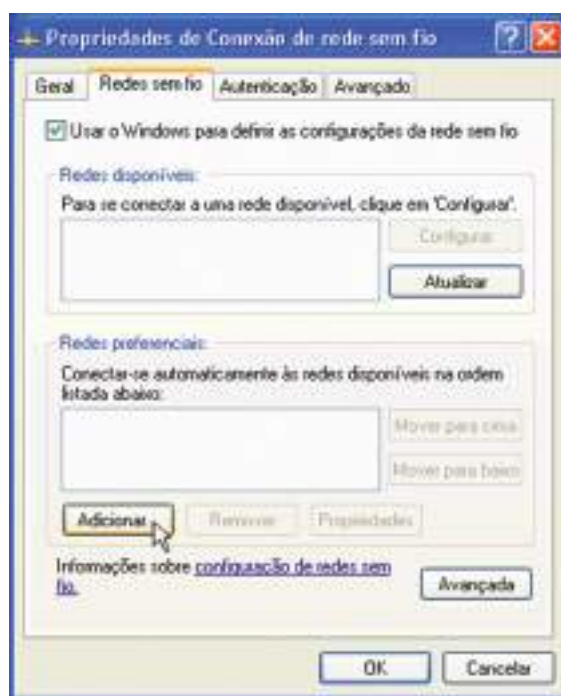 Propriedades de Conexão de rede sem fio
Geral Redes sem fio Autenticação Avançado
Usar o Windows para definir as configurações da rede sem fio
Redes disponíveis:
Para se conectar a uma rede disponível, clique em 'Configurar'.
Configurar
Atualizar
Redes preferenciais:
Conectar-se automaticamente às redes disponíveis na ordem
listada abaixo:
Mover para cima
Mover para baixo
Adicionar Remover Propriedades
Informações sobre configuração de redes sem
fio.
Avançada
OK Cancelar